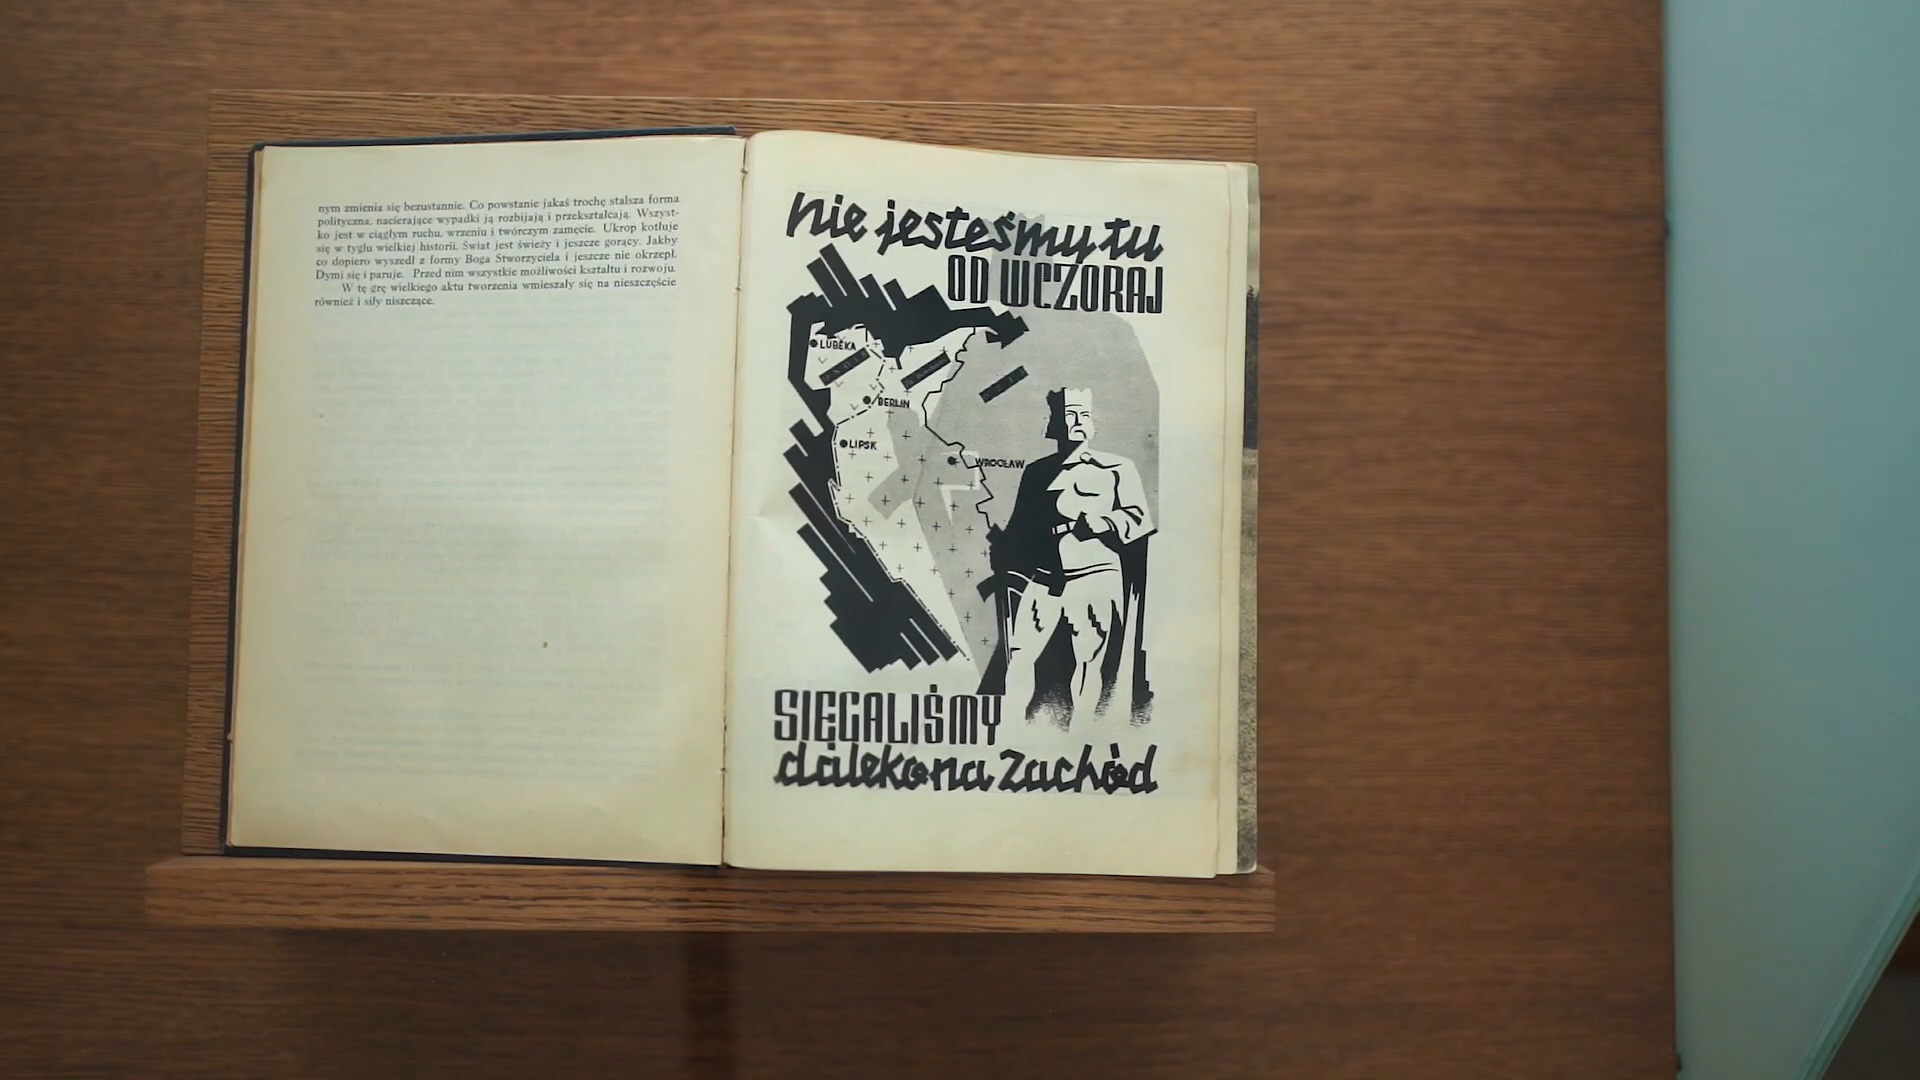 nym zmienia się bezustannie. Co powstanie jakaś trochę stalsza forma
polityczna, nacierające wypadki ją rozbijają i przekształcają. Wszyst-
ko jest w ciągłym ruchu, wrzeniu i twórczym zamęcie. Ukrop kotłuje
się w tyglu wielkiej historii. Świat jest świeży i jeszcze gorący. Jakby
co dopiero wyszedł z formy Boga Stworzyciela i jeszcze nie okrzepł.
Dymi się i paruje. Przed nim wszystkie możliwości kształtu i rozwoju.
W tę grę wielkiego aktu tworzenia wmieszały się na nieszczęście
również i siły niszczące.
nie jesteśmy tu
OD WCZORAJ
LUBEKA
BERLIN
LIPSK
WROCŁAW
SIĘGALIŚMY
daleko na zachód